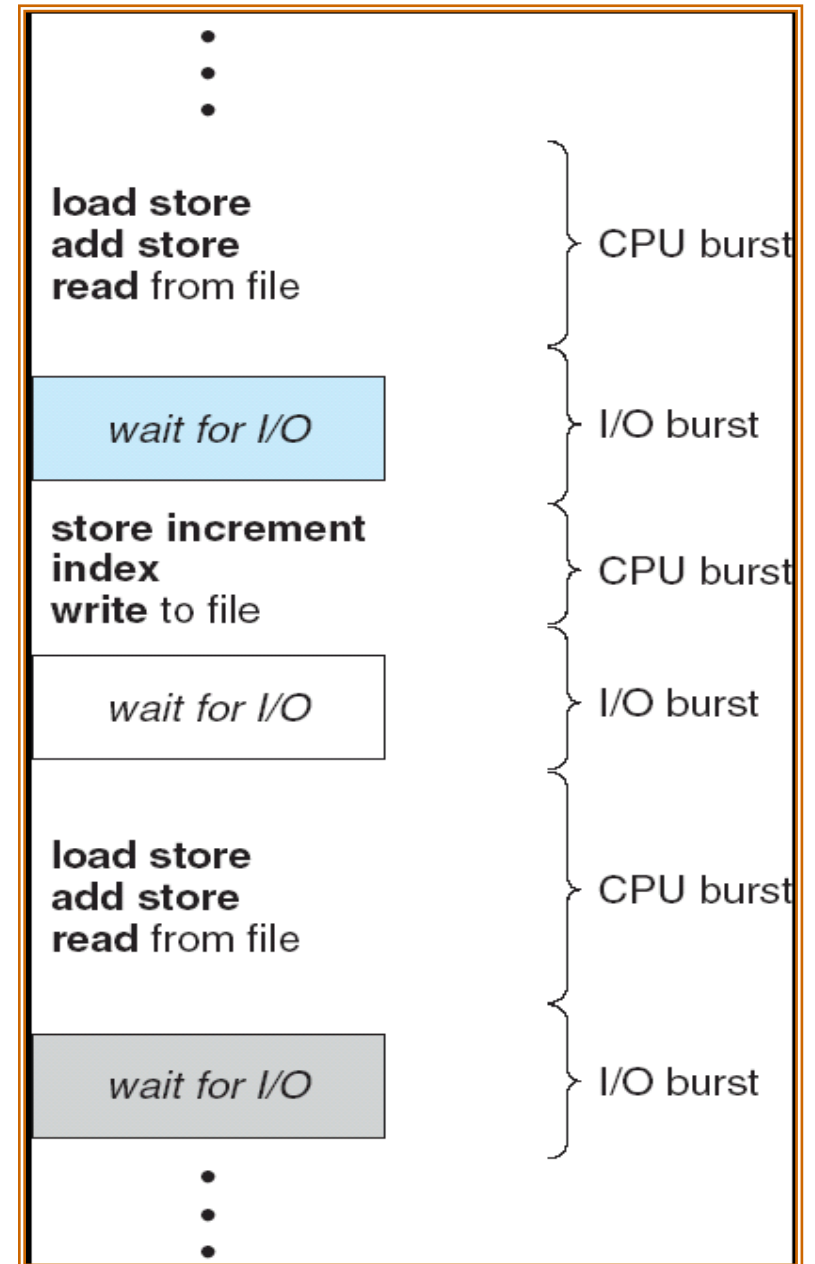 load store
add store
read from file
CPU burst
wait for I/O
I/O burst
store increment
index
write to file
CPU burst
wait for I/O
I/O burst
load store
add store
read from file
CPU burst
wait for I/O
I/O burst